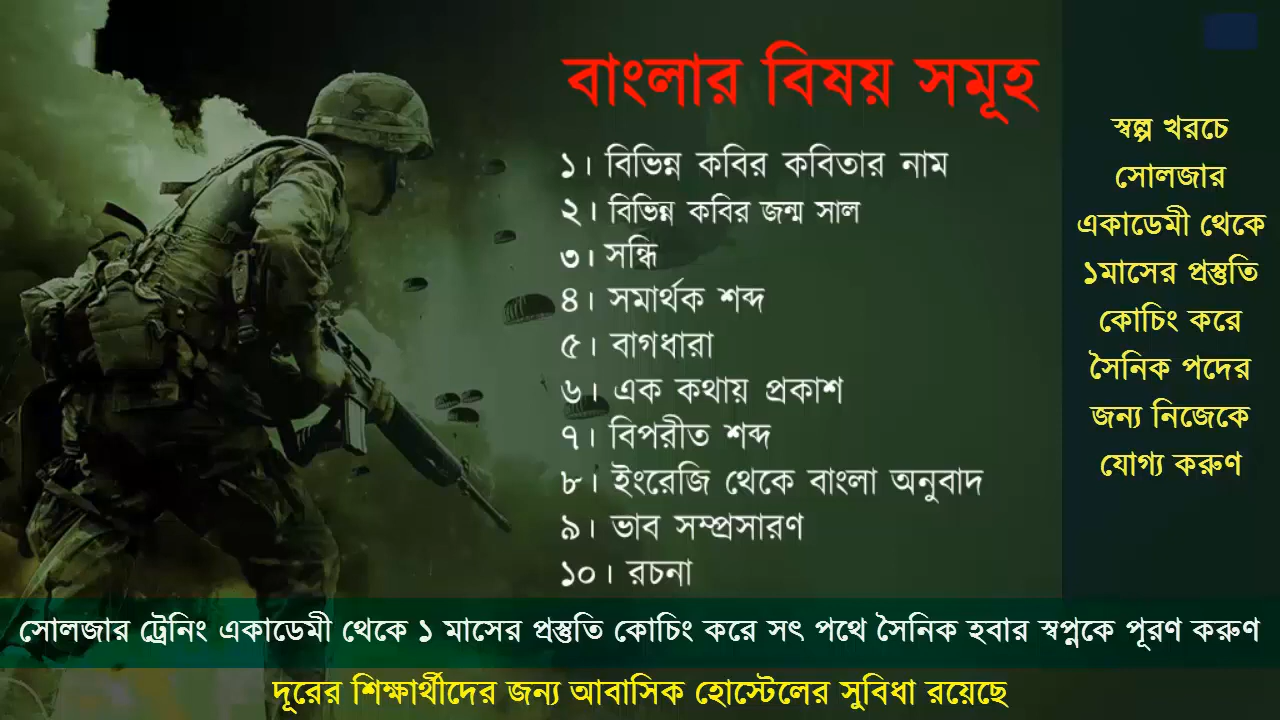 বাংলার বিষয় সমূহ
১। বিভিন্ন কবির কবিতার নাম
২। বিভিন্ন কবির জন্ম সাল
৩। সন্ধি
৪। সমার্থক শব্দ
৫। বাগধারা
৬। এক কথায় প্রকাশ
৭। বিপরীত শব্দ
৮। ইংরেজি থেকে বাংলা অনুবাদ
৯। ভাব সম্প্রসারণ
১০। রচনা
স্বল্প খরচে
সোলজার
একাডেমী থেকে
১মাসের প্রস্তুতি
কোচিং করে
সৈনিক পদের
জন্য নিজেকে
যোগ্য করুণ
সোলজার ট্রেনিং একাডেমী থেকে ১ মাসের প্রস্তুতি কোচিং করে সৎ পথে সৈনিক হবার স্বপ্নকে পূরণ করুণ
দূরের শিক্ষার্থীদের জন্য আবাসিক হোস্টেলের সুবিধা রয়েছে